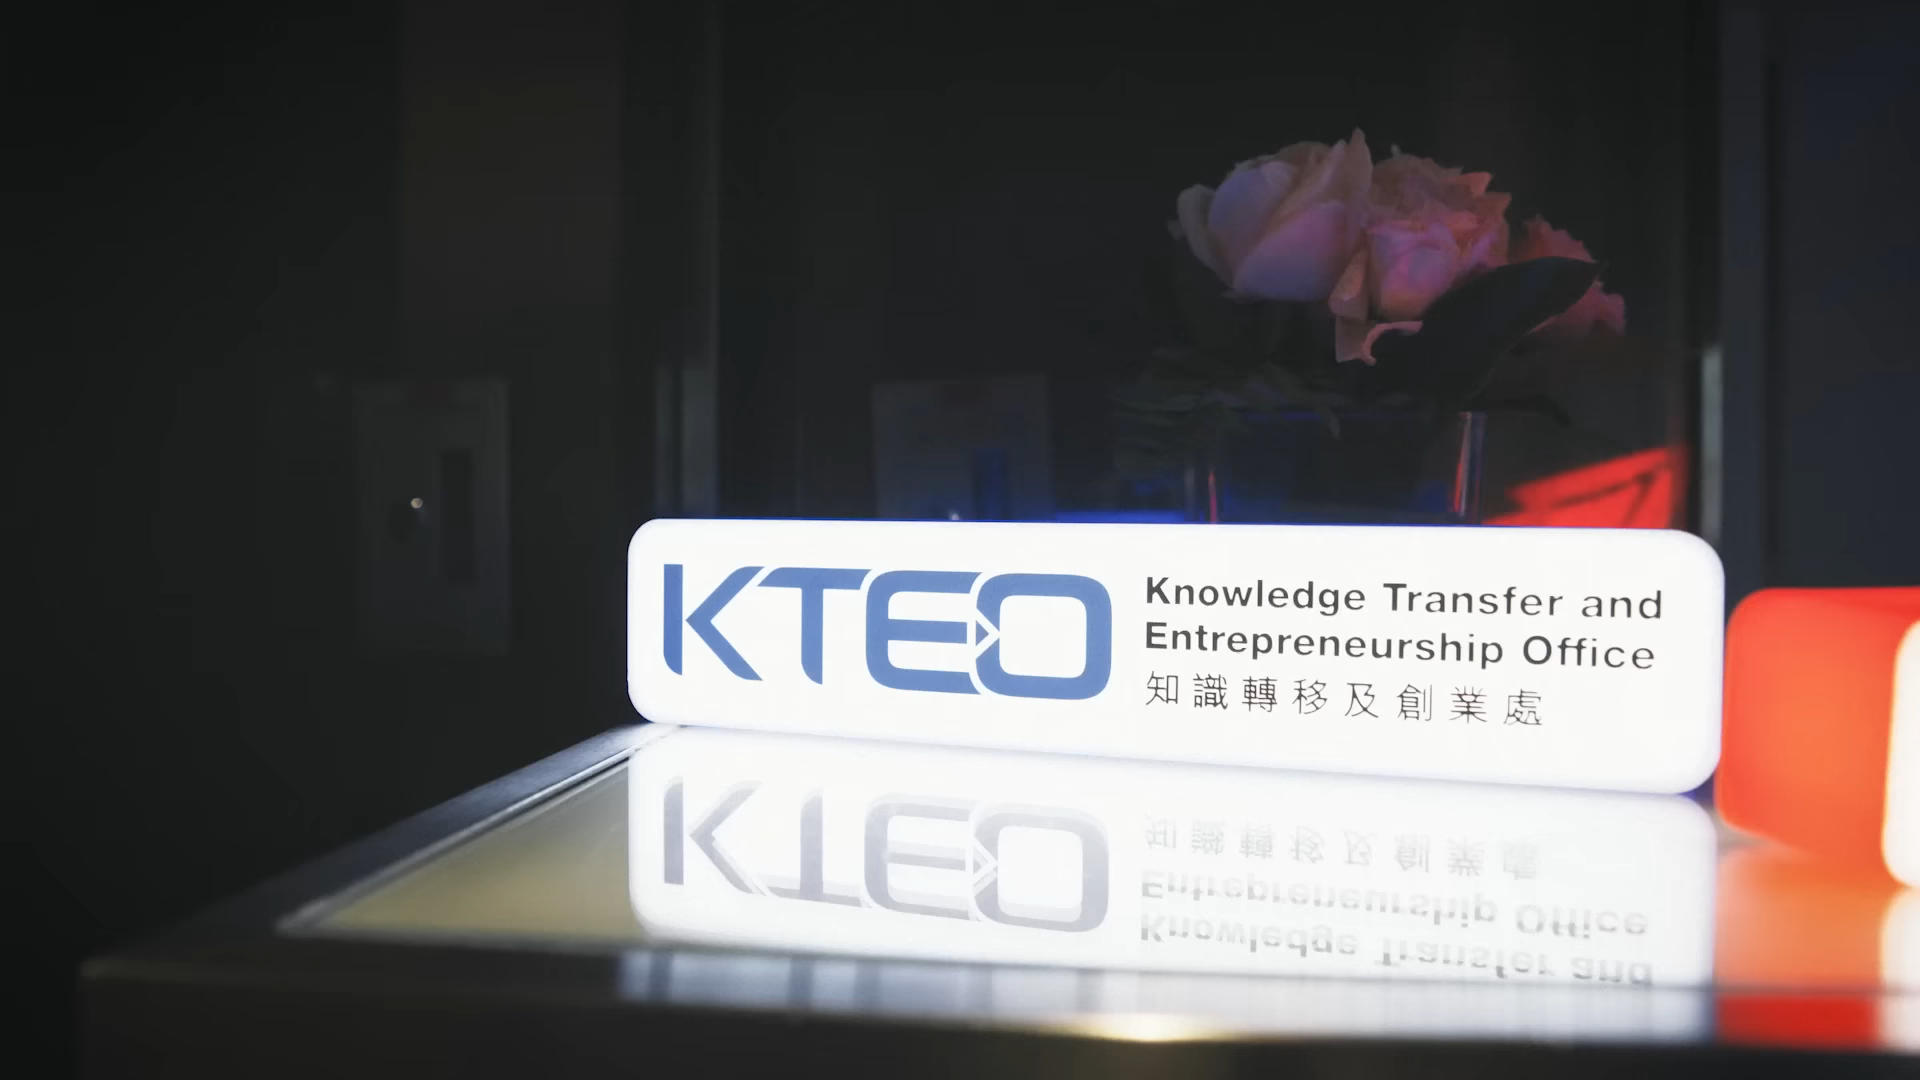 KTEO
Knowledge Transfer and
Entrepreneurship Office
知識轉移及創業處